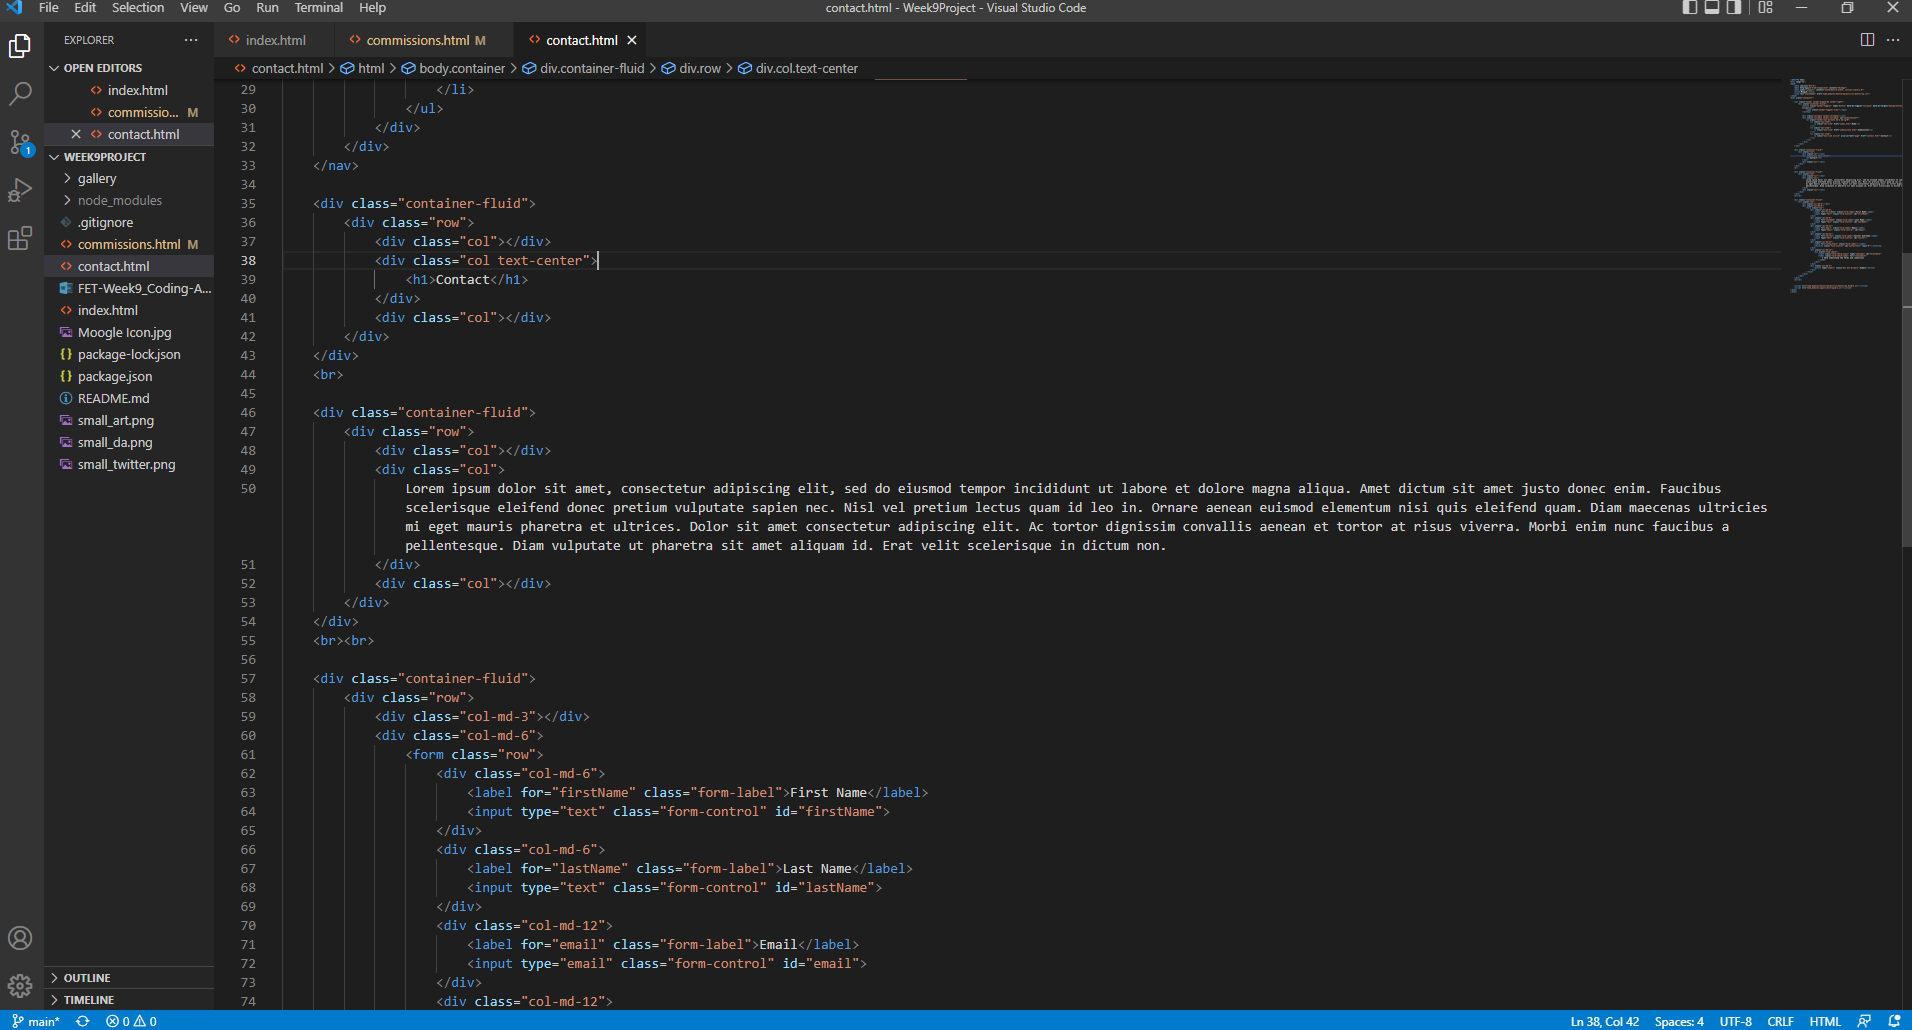 File Edit Selection View Go Run Terminal Help
contact.html - Week9Project - Visual Studio Code
EXPLORER
index.html
commissions.html M
contact.html
OPEN EDITORS
index.html
commissio... M
contact.html
WEEK9PROJECT
gallery
node_modules
.gitignore
commissions.html M
contact.html
FET-Week9_Coding-A...
index.html
Moogle Icon.jpg
package-lock.json
package.json
README.md
small_art.png
small_da.png
small_twitter.png
OUTLINE
TIMELINE
1
contact.html > html > body.container > div.container-fluid > div.row > div.col.text-center
29 </li>
30 </ul>
31 </div>
32 </div>
33 </nav>
34
35 <div class="container-fluid">
36 <div class="row">
37 <div class="col"></div>
38 <div class="col text-center">
39 <h1>Contact</h1>
40 </div>
41 <div class="col"></div>
42 </div>
43 </div>
44 <br>
45
46 <div class="container-fluid">
47 <div class="row">
48 <div class="col"></div>
49 <div class="col">
50 Lorem ipsum dolor sit amet, consectetur adipiscing elit, sed do eiusmod tempor incididunt ut labore et dolore magna aliqua. Amet dictum sit amet justo donec enim. Faucibus
scelerisque eleifend donec pretium vulputate sapien nec. Nisl vel pretium lectus quam id leo in. Ornare aenean euismod elementum nisi quis eleifend quam. Diam maecenas ultricies
mi eget mauris pharetra et ultrices. Dolor sit amet consectetur adipiscing elit. Ac tortor dignissim convallis aenean et tortor at risus viverra. Morbi enim nunc faucibus a
pellentesque. Diam vulputate ut pharetra sit amet aliquam id. Erat velit scelerisque in dictum non.
51 </div>
52 <div class="col"></div>
53 </div>
54 </div>
55 <br><br>
56
57 <div class="container-fluid">
58 <div class="row">
59 <div class="col-md-3"></div>
60 <div class="col-md-6">
61 <form class="row">
62 <div class="col-md-6">
63 <label for="firstName" class="form-label">First Name</label>
64 <input type="text" class="form-control" id="firstName">
65 </div>
66 <div class="col-md-6">
67 <label for="lastName" class="form-label">Last Name</label>
68 <input type="text" class="form-control" id="lastName">
69 </div>
70 <div class="col-md-12">
71 <label for="email" class="form-label">Email</label>
72 <input type="email" class="form-control" id="email">
73 </div>
74 <div class="col-md-12">
main* 0 0
Ln 38, Col 42 Spaces: 4 UTF-8 CRLF HTML